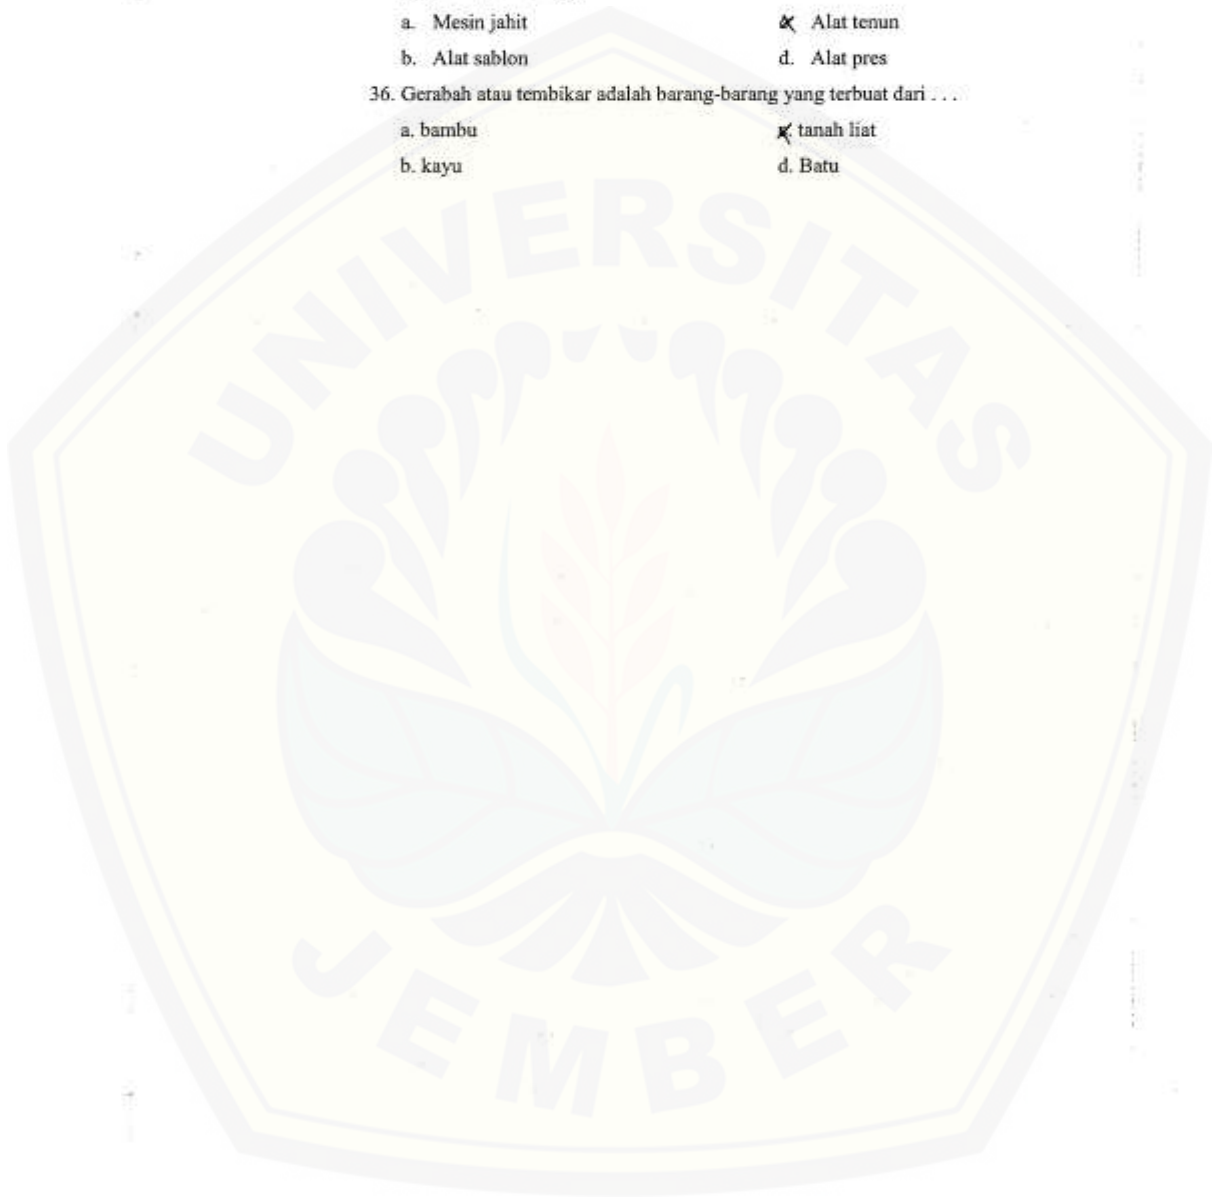 a. Mesin jahit
c. Alat tenun
b. Alat sablon
d. Alat pres
36. Gerabah atau tembikar adalah barang-barang yang terbuat dari . . .
a. bambu
c. tanah liat
b. kayu
d. Batu
UNIVERSITAS
JEMBER